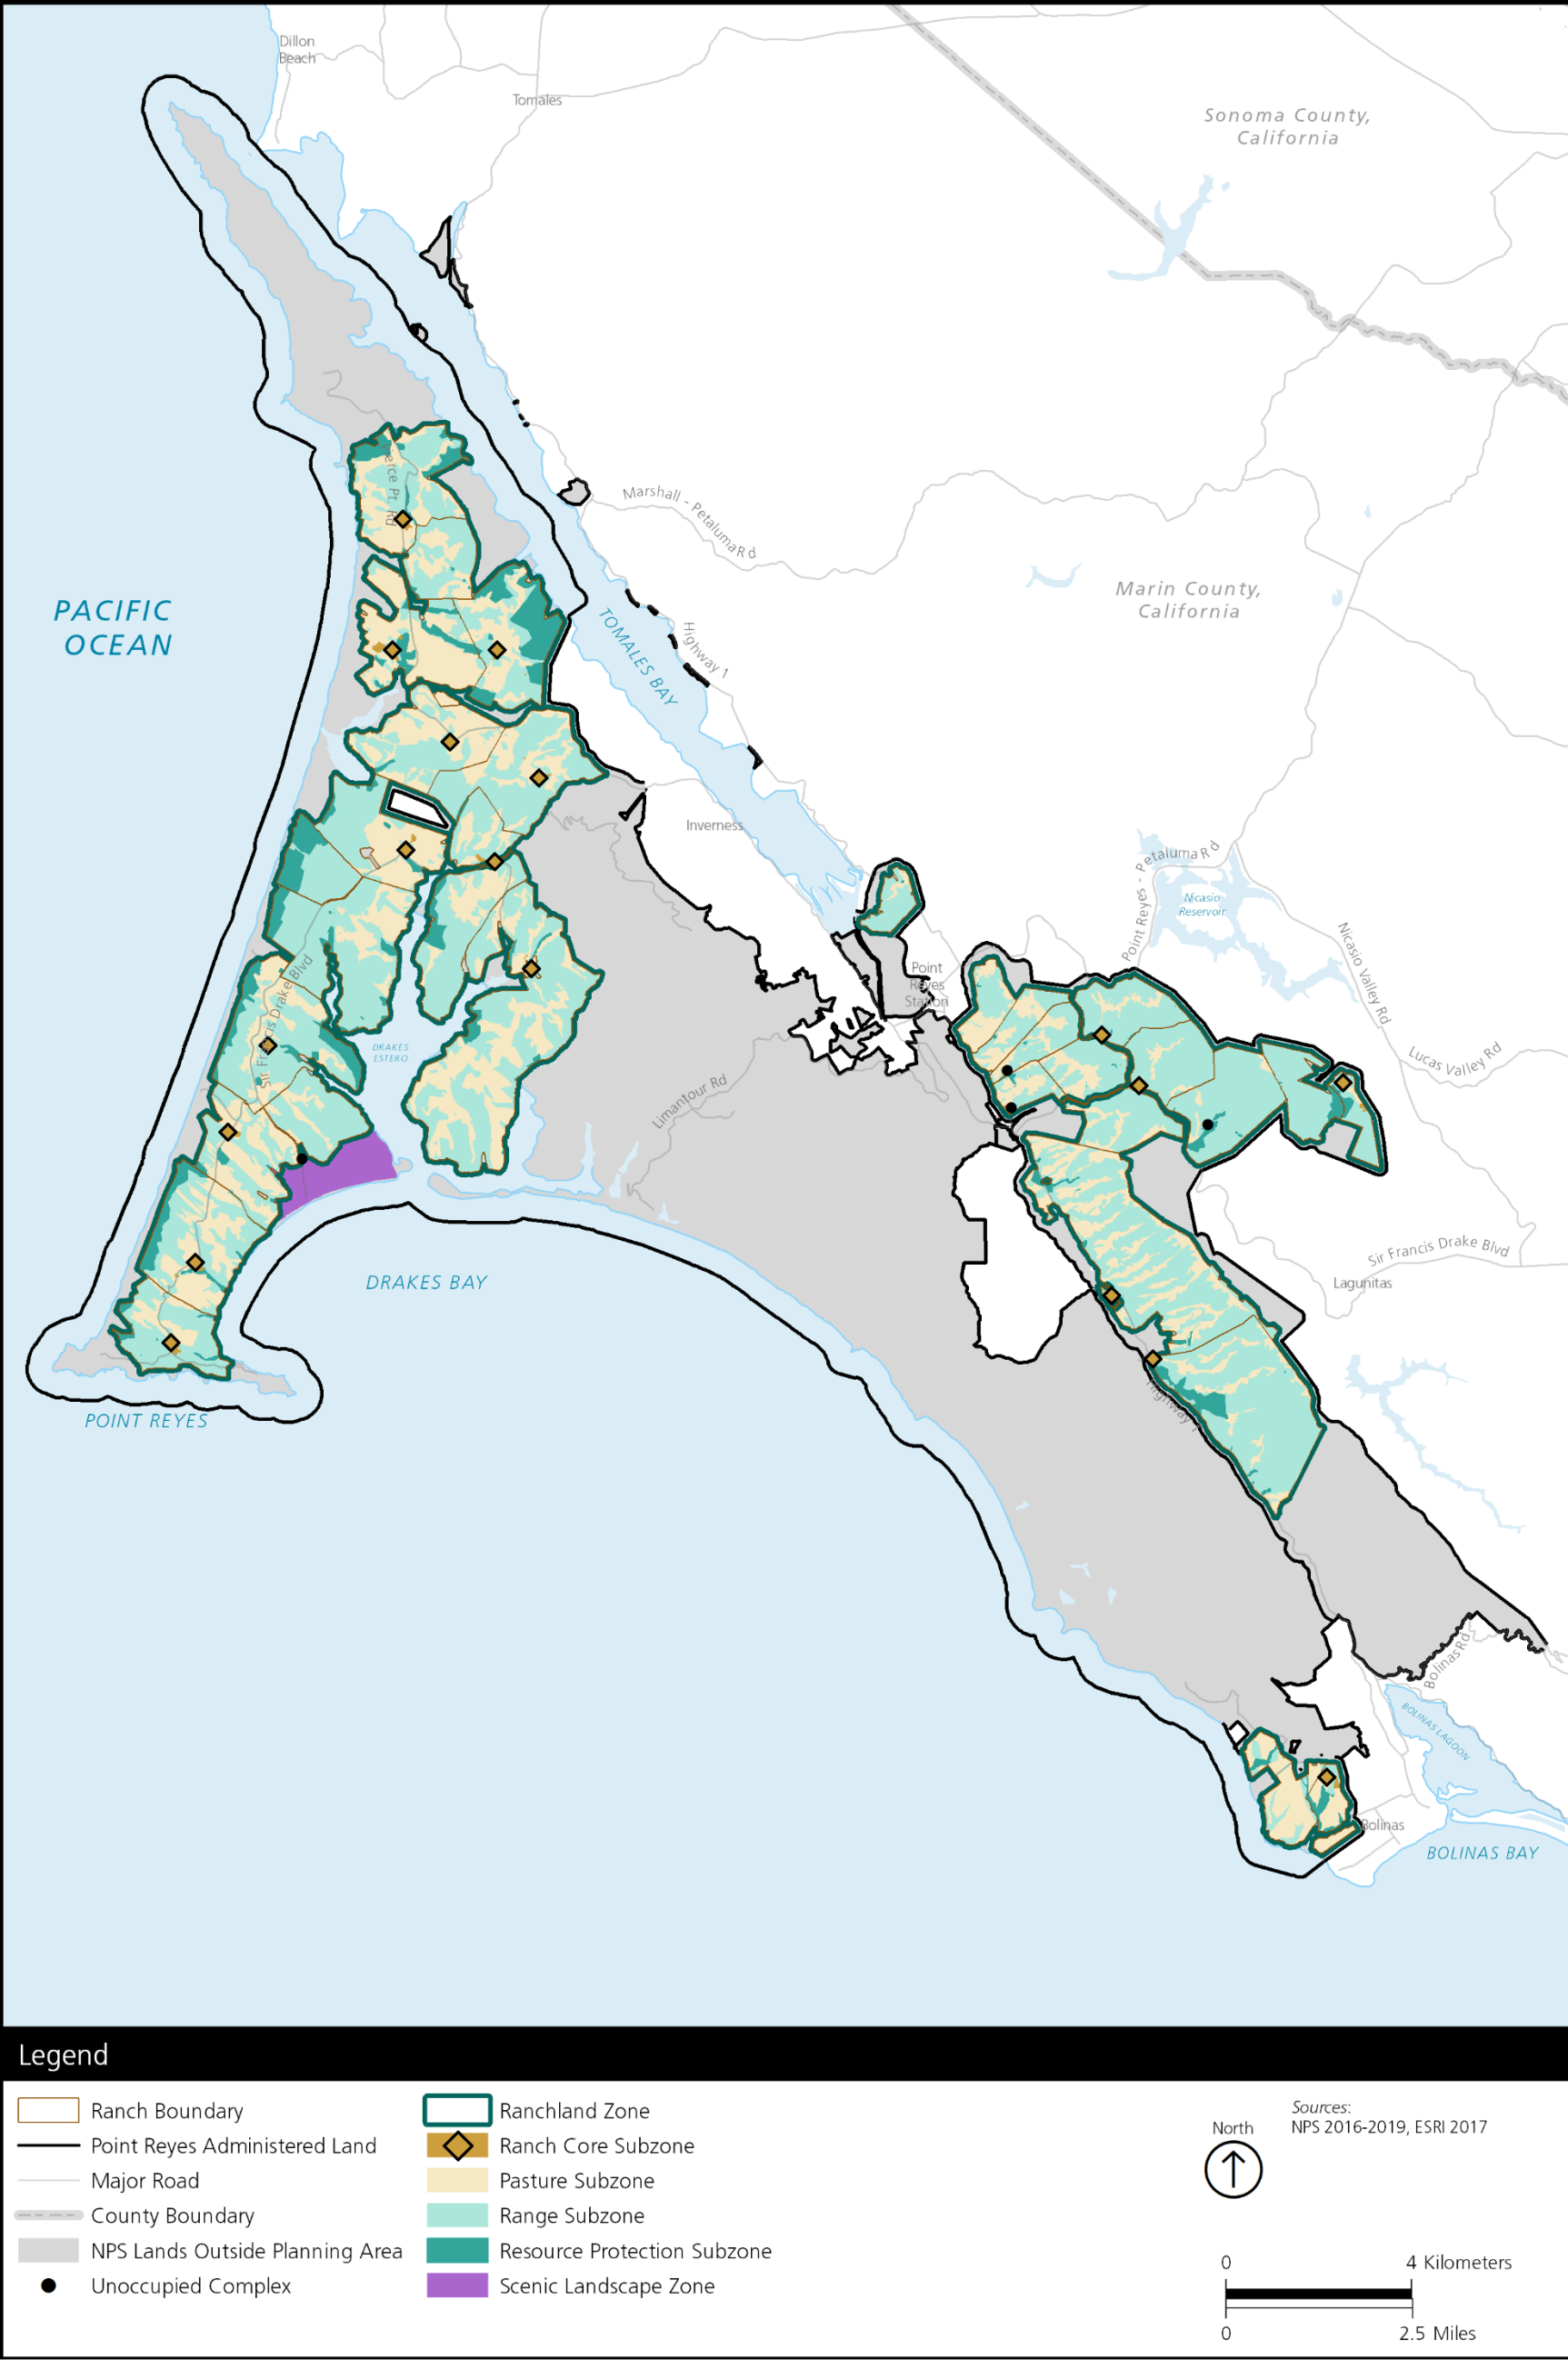 Dillon
Beach
Tomales
Sonoma County,
California
Pierce Pt. Rd
Marshall - Petaluma Rd
PACIFIC
OCEAN
Marin County,
California
TOMALES BAY
Highway 1
Inverness
Point Reyes - Petaluma Rd
Nicasio
Reservoir
Nicasio Valley Rd
Point
Reyes
Station
Sir Francis Drake Blvd
DRAKES
ESTERO
Lucas Valley Rd
Limantour Rd
Sir Francis Drake Blvd
Lagunitas
DRAKES BAY
POINT REYES
Highway 1
Bolinas Rd
BOLINAS LAGOON
Bolinas
BOLINAS BAY
Legend
Ranch Boundary
Point Reyes Administered Land
Major Road
County Boundary
NPS Lands Outside Planning Area
Unoccupied Complex
Ranchland Zone
Ranch Core Subzone
Pasture Subzone
Range Subzone
Resource Protection Subzone
Scenic Landscape Zone
North
Sources:
NPS 2016-2019, ESRI 2017
0 4 Kilometers
0 2.5 Miles